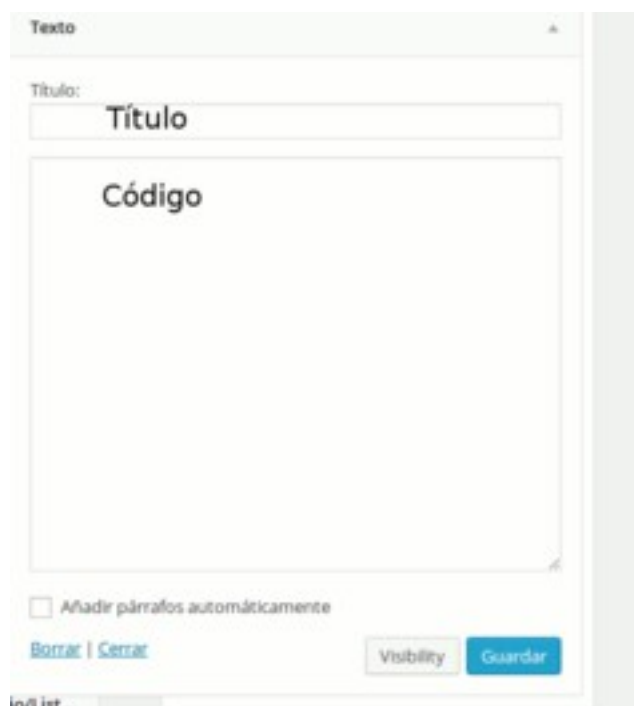 Texto
Título:
Título
Código
Añadir párrafos automáticamente
Borrar | Cerrar
Visibility
Guardar